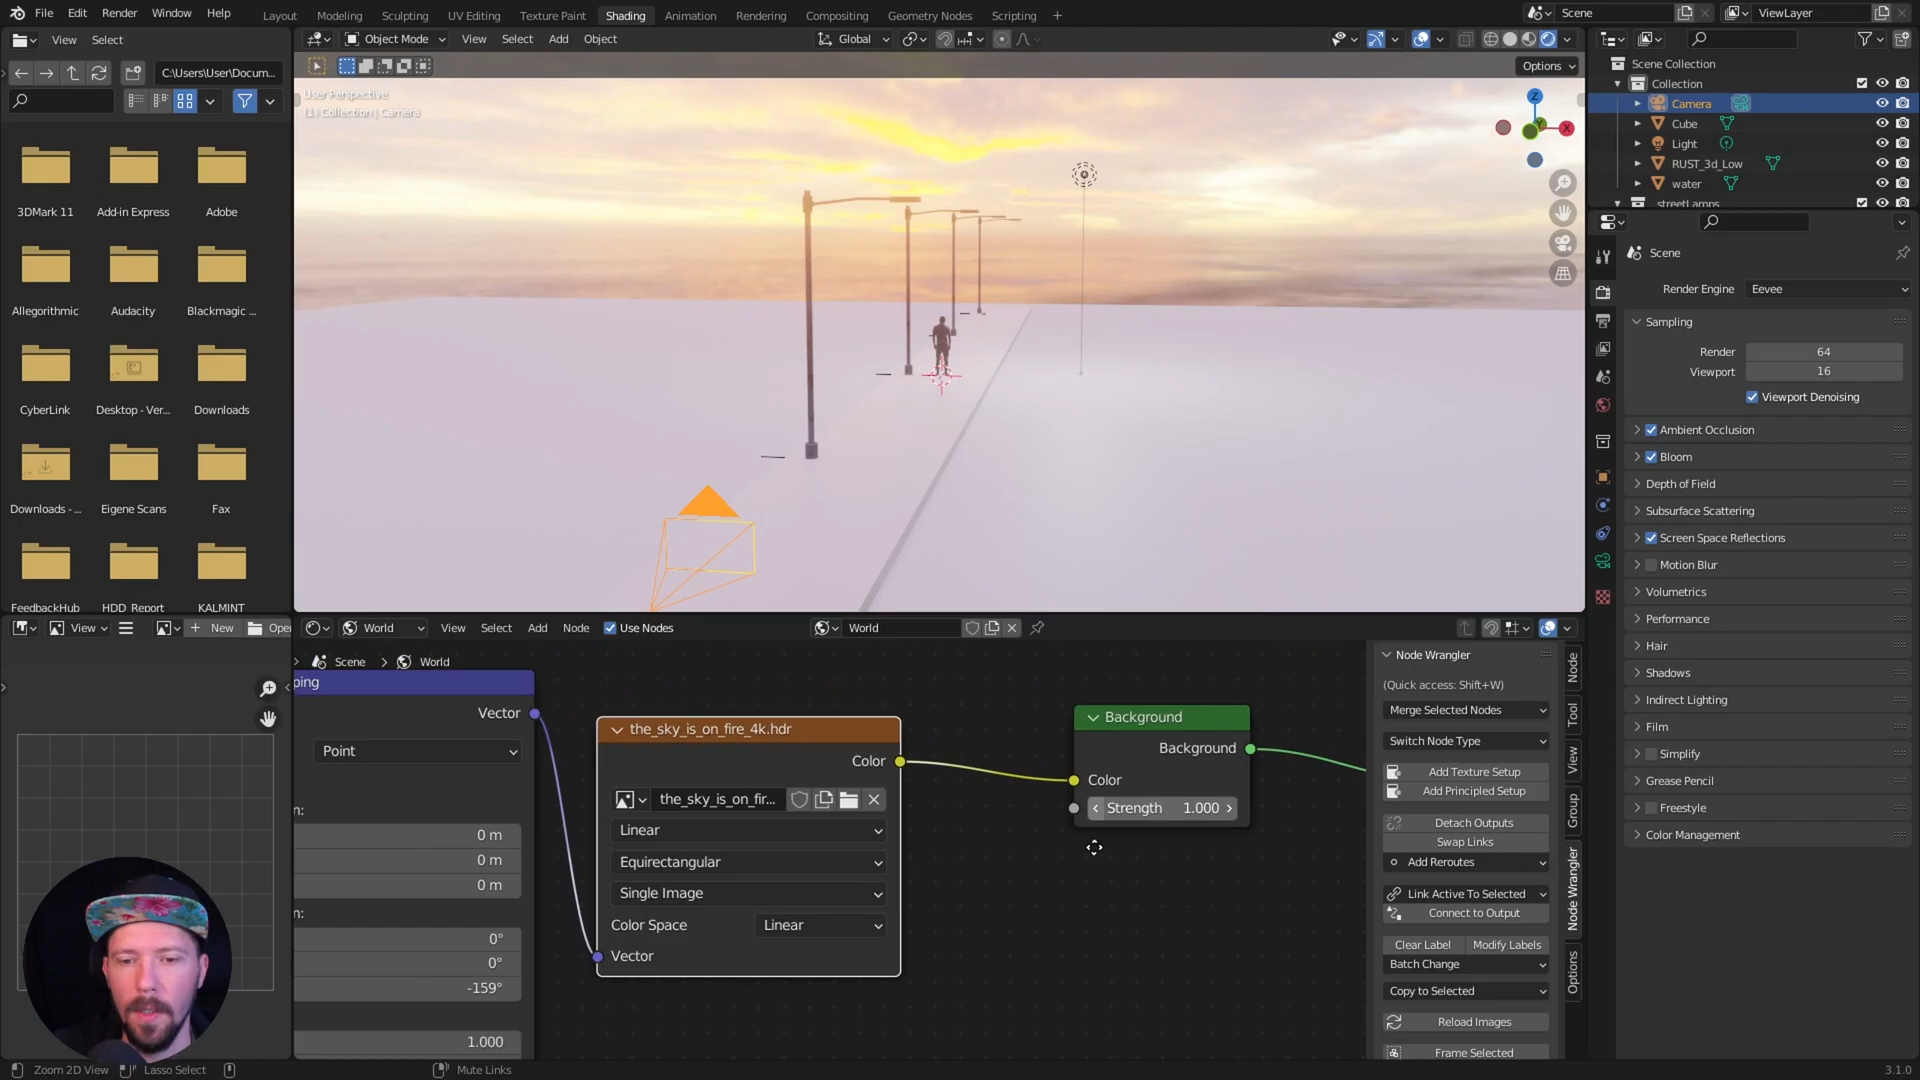 File Edit Render Window Help
Layout Modeling Sculpting UV Editing Texture Paint Shading Animation Rendering Compositing Geometry Nodes Scripting +
Scene
ViewLayer
View Select
C:\Users\User\Docum...
3DMark 11 Add-in Express Adobe
Allegorithmic Audacity Blackmagic ...
CyberLink Desktop - Ver... Downloads
Downloads - ... Eigene Scans Fax
FeedbackHub HDD_Report KALMINT
Object Mode View Select Add Object
Global
Options
User Perspective
(1) Collection | Camera
Z
X
Scene Collection
Collection
Camera
Cube
Light
RUST_3d_Low
water
streetLamps
Scene
Render Engine Eevee
Sampling
Render 64
Viewport 16
Viewport Denoising
Ambient Occlusion
Bloom
Depth of Field
Subsurface Scattering
Screen Space Reflections
Motion Blur
Volumetrics
Performance
Hair
Shadows
Indirect Lighting
Film
Simplify
Grease Pencil
Freestyle
Color Management
View + New Open
World View Select Add Node Use Nodes
World
Scene > World
ping
Vector
Point
n:
0 m
0 m
0 m
n:
0°
0°
-159°
1.000
the_sky_is_on_fire_4k.hdr
Color
the_sky_is_on_fir...
Linear
Equirectangular
Single Image
Color Space Linear
Vector
Background
Background
Color
Strength 1.000
Node Wrangler
(Quick access: Shift+W)
Merge Selected Nodes
Switch Node Type
Add Texture Setup
Add Principled Setup
Detach Outputs
Swap Links
Add Reroutes
Link Active To Selected
Connect to Output
Clear Label Modify Labels
Batch Change
Copy to Selected
Reload Images
Frame Selected
Node
Tool
View
Group
Node Wrangler
Options
Zoom 2D View Lasso Select Mute Links 3.1.0